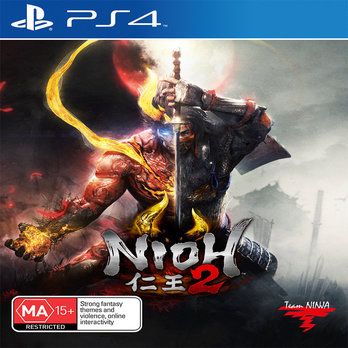 PS4
NIOH
仁王2
MA 15+
RESTRICTED
Strong fantasy
themes and
violence, online
interactivity
Team NINJA